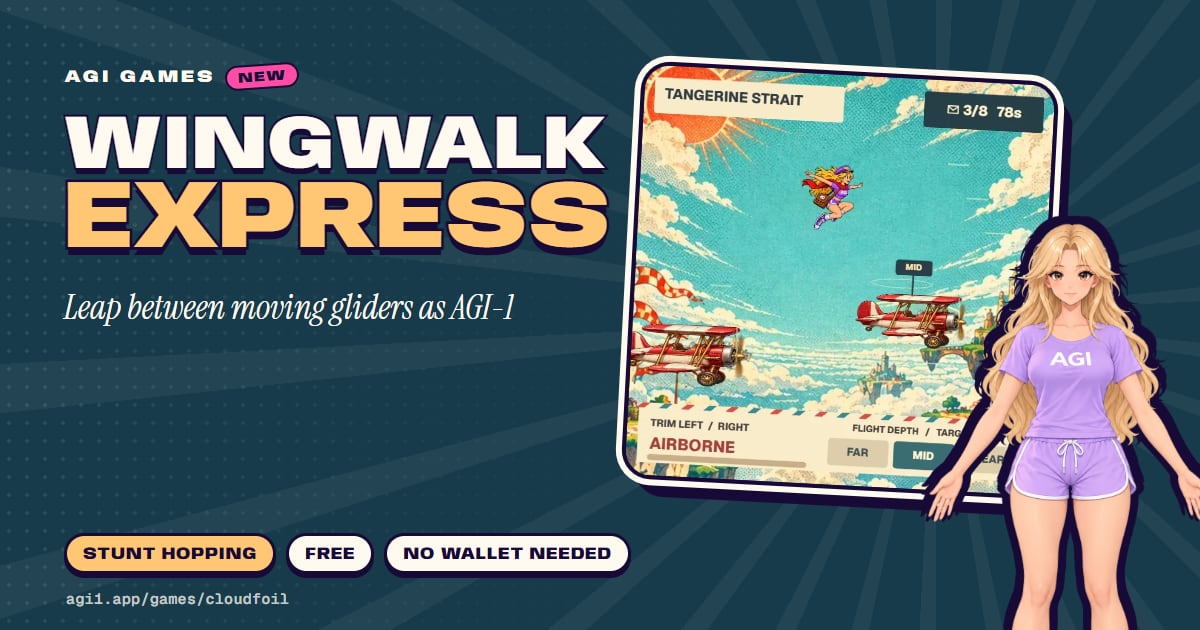 AGI GAMES NEW
WINGWALK
EXPRESS
Leap between moving gliders as AGI-1
STUNT HOPPING FREE NO WALLET NEEDED
agi1.app/games/cloudfoil
TANGERINE STRAIT
3/8 78s
MID
TRIM LEFT / RIGHT
AIRBORNE
FLIGHT DEPTH /
FAR MID
AGI